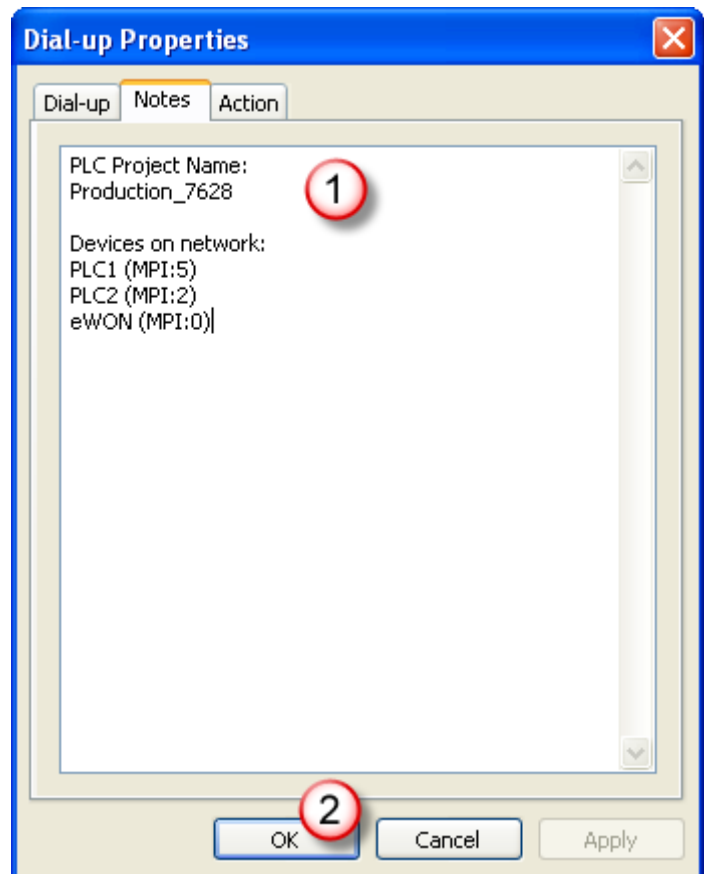 Dial-up Properties
Dial-up Notes Action
PLC Project Name:
Production_7628
1
Devices on network:
PLC1 (MPI:5)
PLC2 (MPI:2)
eWON (MPI:0)
2
OK Cancel Apply